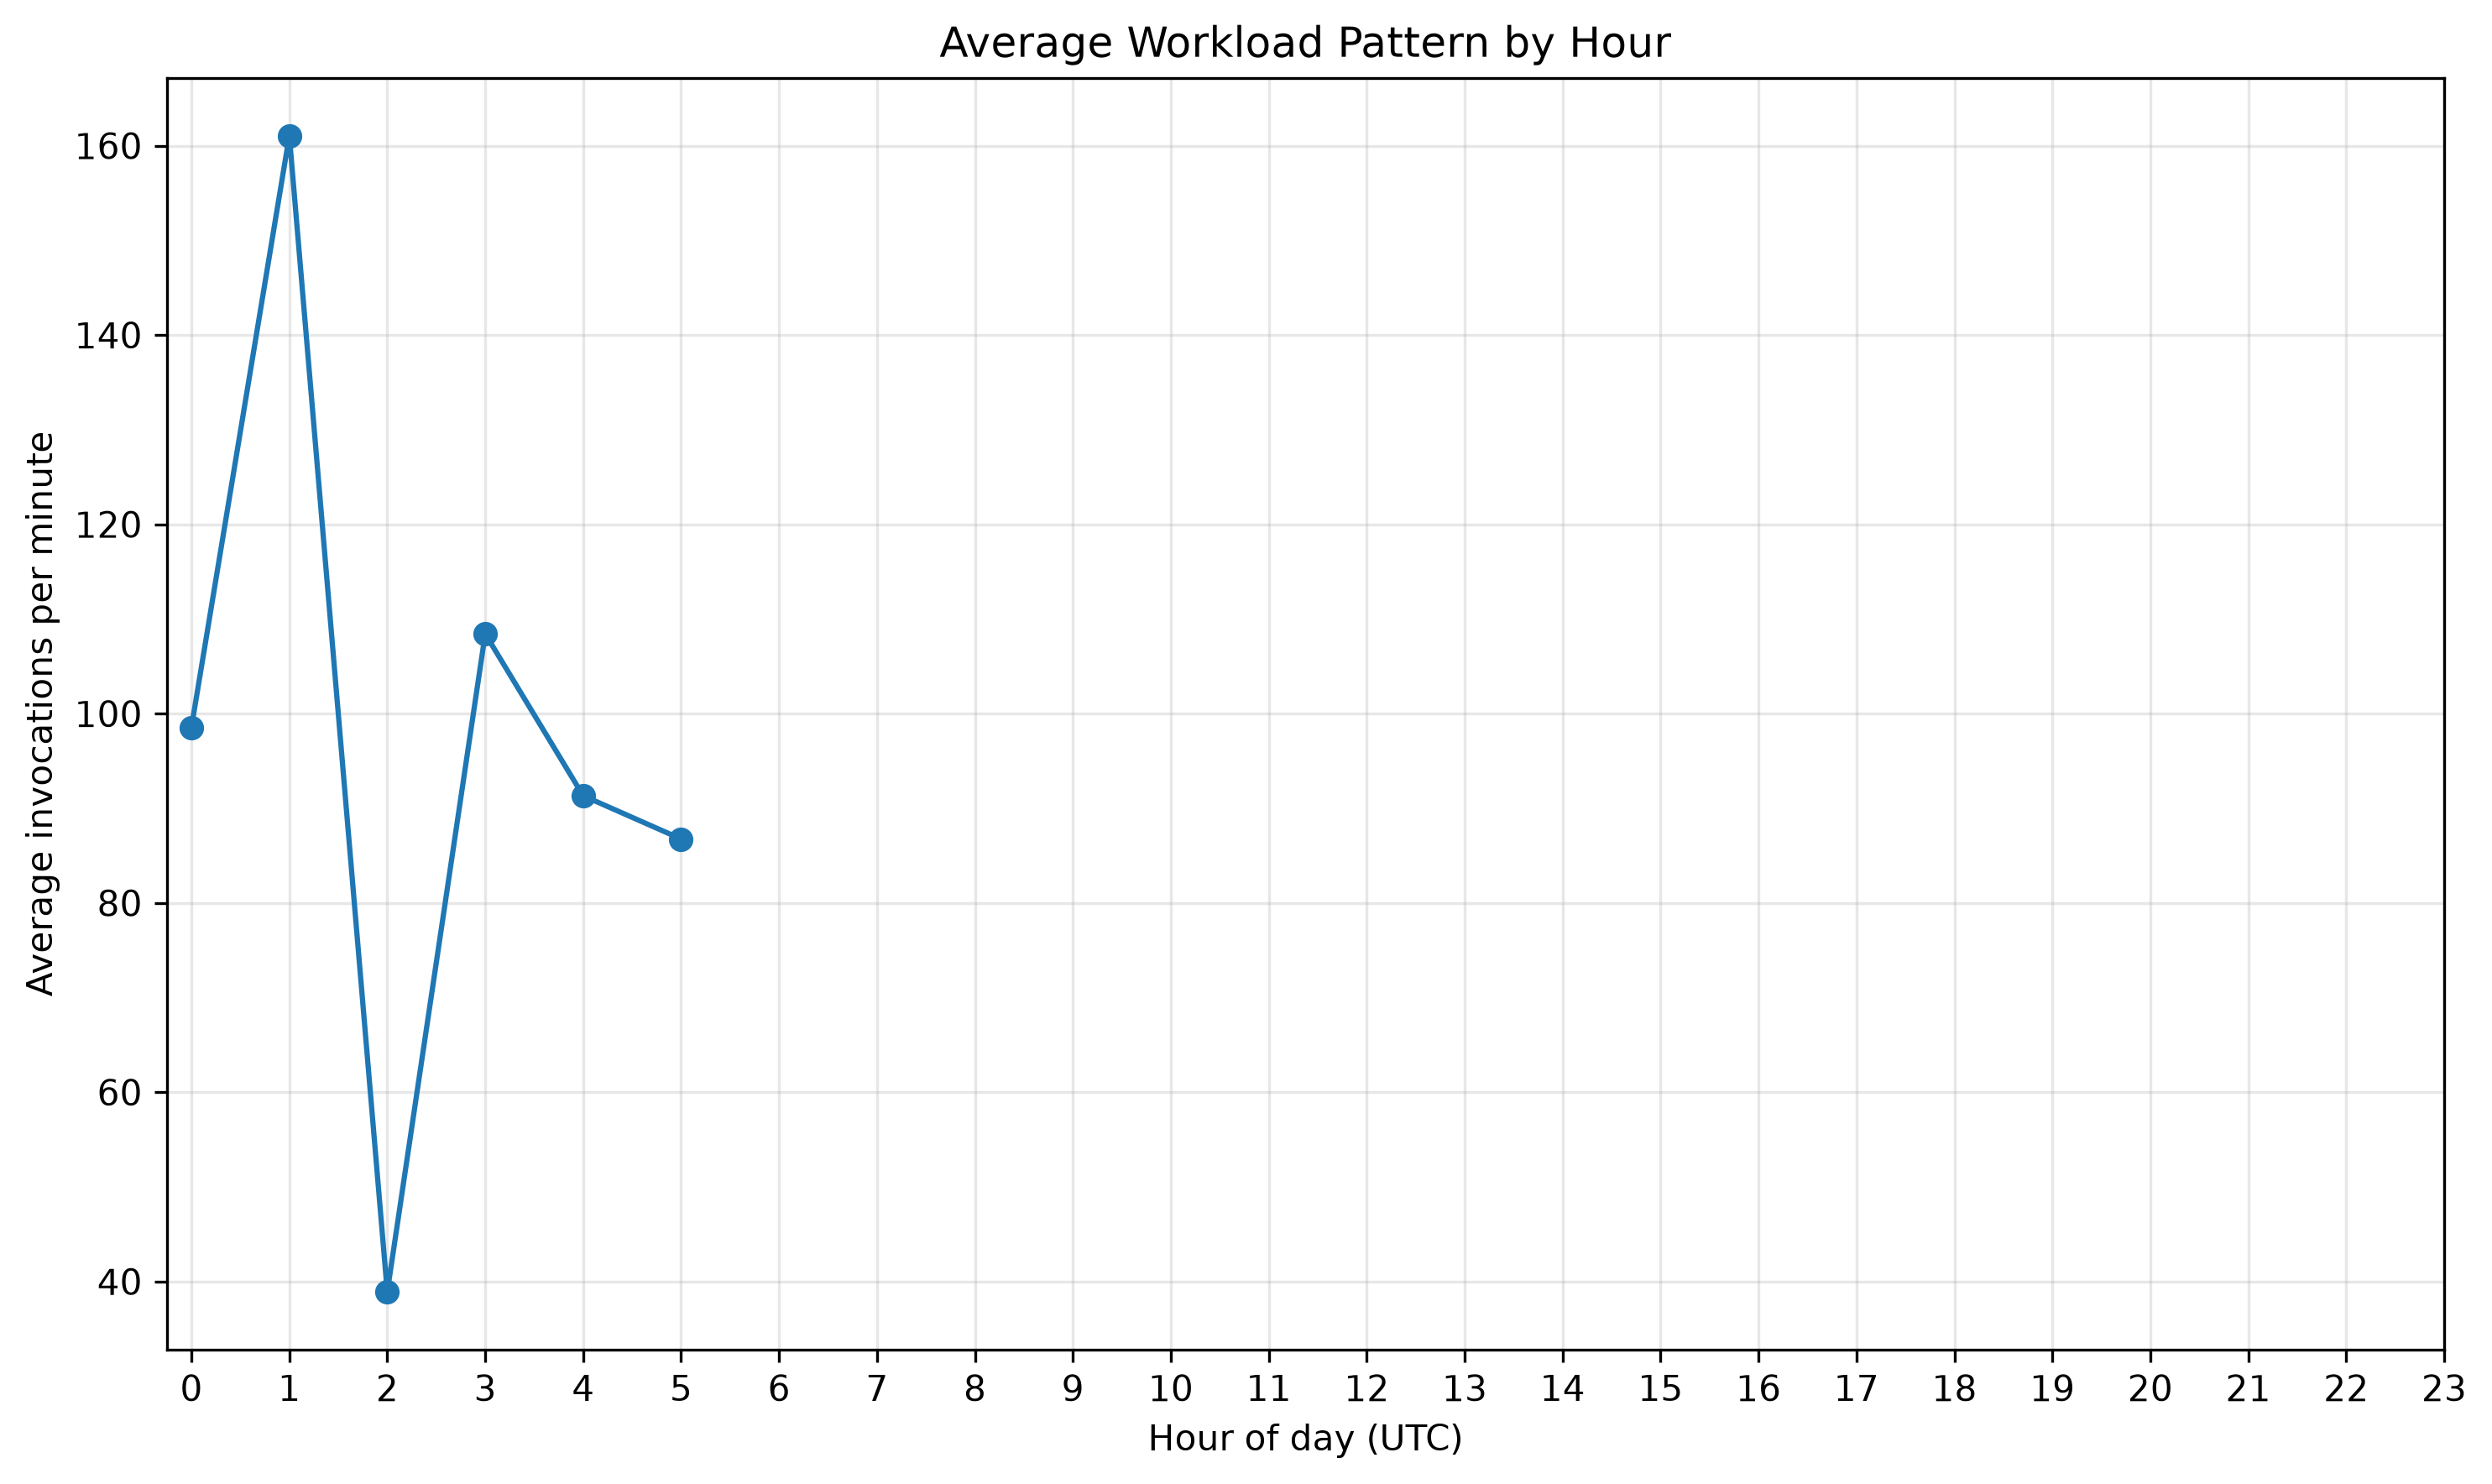 Average Workload Pattern by Hour
Average invocations per minute
160
140
120
100
80
60
40
0 1 2 3 4 5 6 7 8 9 10 11 12 13 14 15 16 17 18 19 20 21 22 23
Hour of day (UTC)